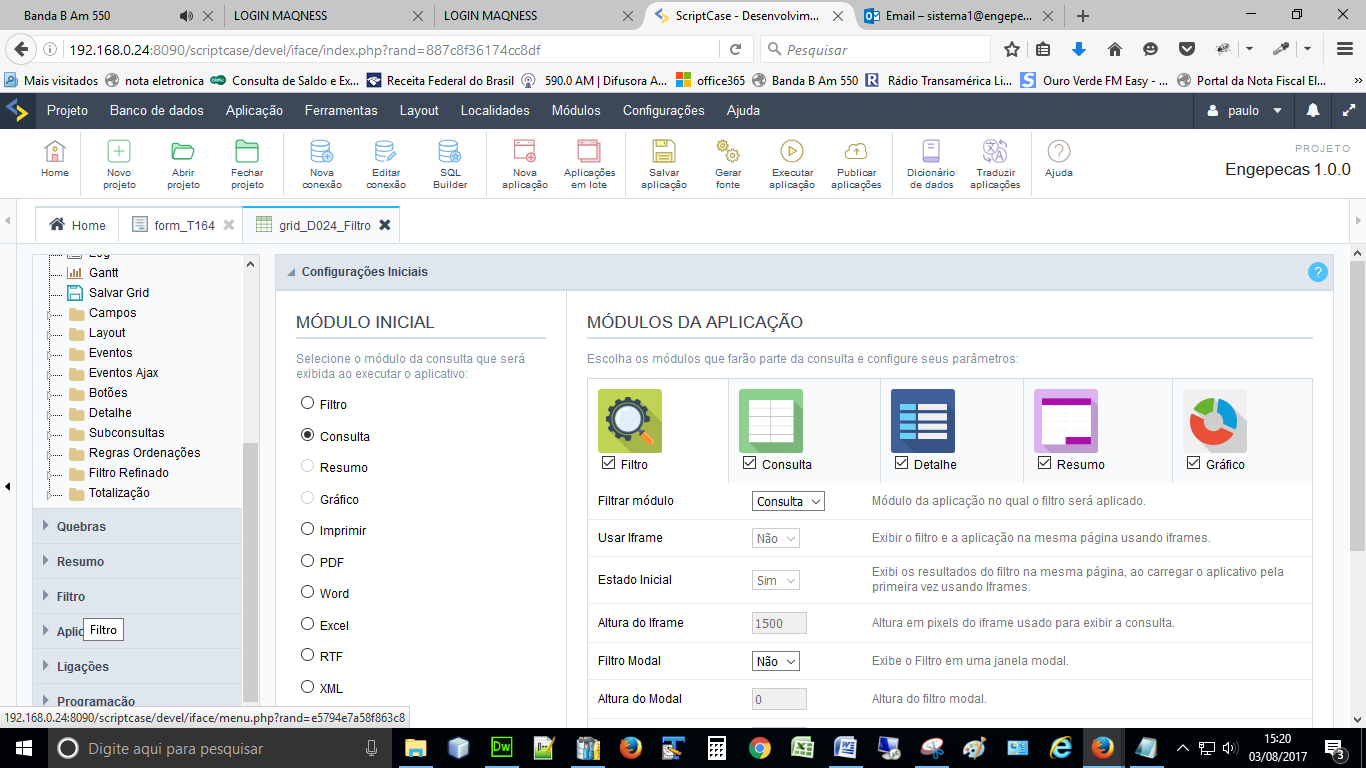 Banda B Am 550
LOGIN MAQNESS
LOGIN MAQNESS
ScriptCase - Desenvolvim...
Email – sistema1@engepe...
192.168.0.24:8090/scriptcase/devel/iface/index.php?rand=887c8f36174cc8df
Pesquisar
Mais visitados
nota eletronica
Consulta de Saldo e Ex...
Receita Federal do Brasil
590.0 AM | Difusora A...
office365
Banda B Am 550
Rádio Transamérica Li...
Ouro Verde FM Easy - ...
Portal da Nota Fiscal El...
Projeto
Banco de dados
Aplicação
Ferramentas
Layout
Localidades
Módulos
Configurações
Ajuda
paulo
Home
Novo projeto
Abrir projeto
Fechar projeto
Nova conexão
Editar conexão
SQL Builder
Nova aplicação
Aplicações em lote
Salvar aplicação
Gerar fonte
Executar aplicação
Publicar aplicações
Dicionário de dados
Traduzir aplicações
Ajuda
PROJETO
Engepecas 1.0.0
Home
form_T164
grid_D024_Filtro
Log
Gantt
Salvar Grid
Campos
Layout
Eventos
Eventos Ajax
Botões
Detalhe
Subconsultas
Regras Ordenações
Filtro Refinado
Totalização
Quebras
Resumo
Filtro
Aplic
Filtro
Ligações
Programação
192.168.0.24:8090/scriptcase/devel/iface/menu.php?rand=e5794e7a58f863c8
Configurações Iniciais
?
MÓDULO INICIAL
Selecione o módulo da consulta que será
exibida ao executar o aplicativo:
Filtro
Consulta
Resumo
Gráfico
Imprimir
PDF
Word
Excel
RTF
XML
MÓDULOS DA APLICAÇÃO
Escolha os módulos que farão parte da consulta e configure seus parâmetros:
Filtro
Consulta
Detalhe
Resumo
Gráfico
Filtrar módulo
Consulta
Módulo da aplicação no qual o filtro será aplicado.
Usar Iframe
Não
Exibir o filtro e a aplicação na mesma página usando iframes.
Estado Inicial
Sim
Exibi os resultados do filtro na mesma página, ao carregar o aplicativo pela
primeira vez usando Iframes.
Altura do Iframe
1500
Altura em pixels do iframe usado para exibir a consulta.
Filtro Modal
Não
Exibe o Filtro em uma janela modal.
Altura do Modal
0
Altura do filtro modal.
Digite aqui para pesquisar
Dw
15:20
03/08/2017
3